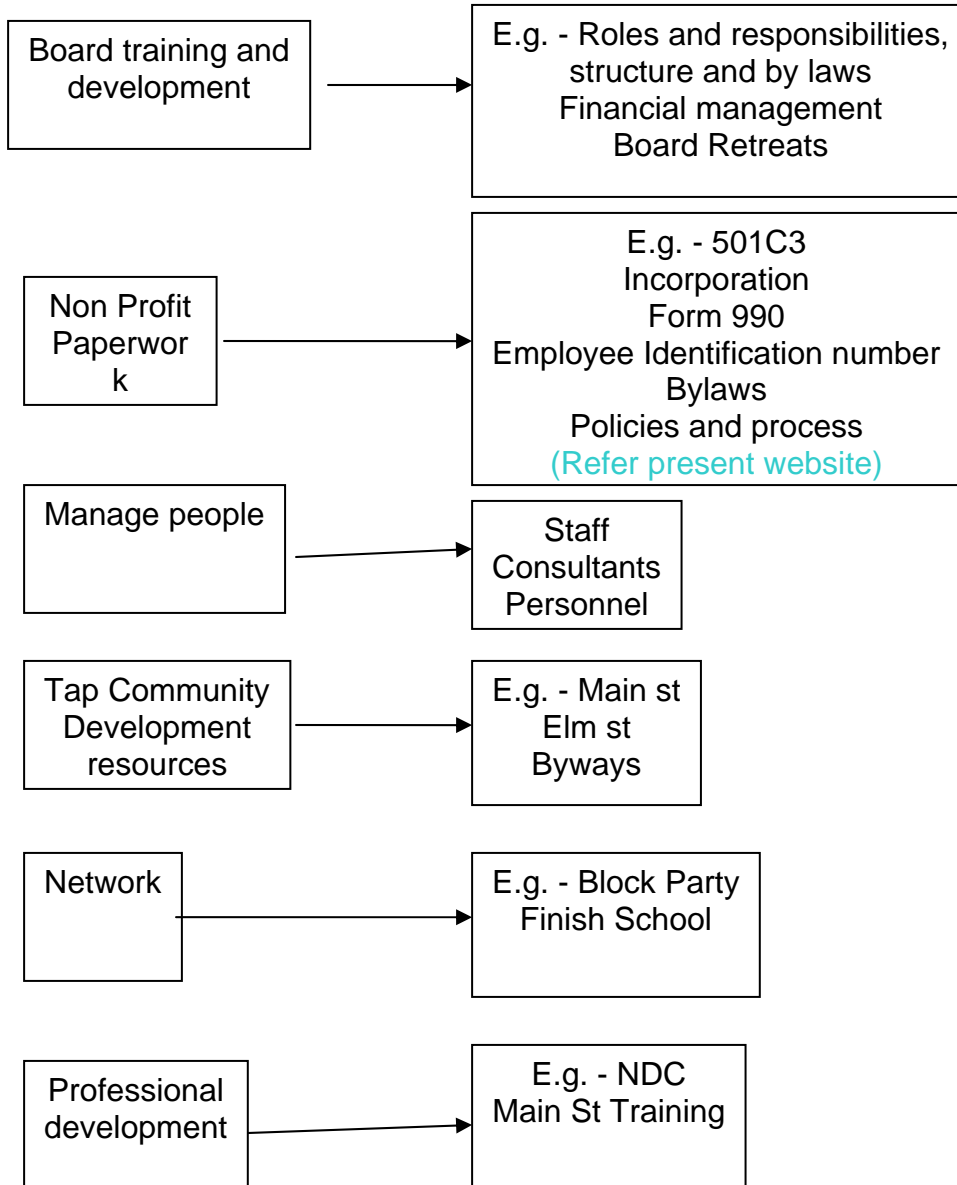 Board training and
development
E.g. - Roles and responsibilities,
structure and by laws
Financial management
Board Retreats
Non Profit
Paperwor
k
E.g. - 501C3
Incorporation
Form 990
Employee Identification number
Bylaws
Policies and process
(Refer present website)
Manage people
Staff
Consultants
Personnel
Tap Community
Development
resources
E.g. - Main st
Elm st
Byways
Network
E.g. - Block Party
Finish School
Professional
development
E.g. - NDC
Main St Training